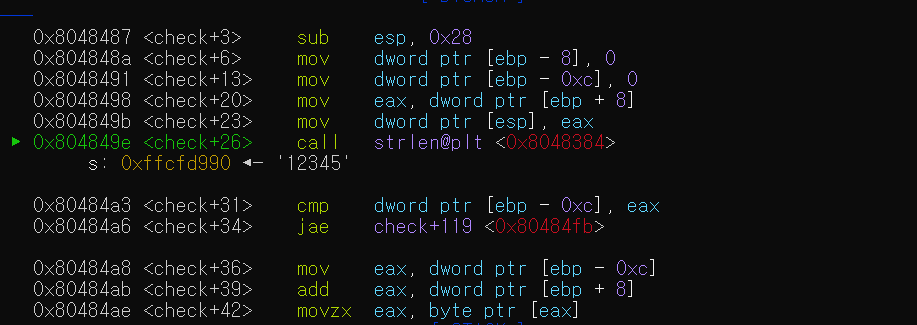 0x8048487 <check+3> sub esp, 0x28
0x804848a <check+6> mov dword ptr [ebp - 8], 0
0x8048491 <check+13> mov dword ptr [ebp - 0xc], 0
0x8048498 <check+20> mov eax, dword ptr [ebp + 8]
0x804849b <check+23> mov dword ptr [esp], eax
► 0x804849e <check+26> call strlen@plt <0x8048384>
s: 0xffcfd990 ◄- '12345'
0x80484a3 <check+31> cmp dword ptr [ebp - 0xc], eax
0x80484a6 <check+34> jae check+119 <0x80484fb>
0x80484a8 <check+36> mov eax, dword ptr [ebp - 0xc]
0x80484ab <check+39> add eax, dword ptr [ebp + 8]
0x80484ae <check+42> movzx eax, byte ptr [eax]